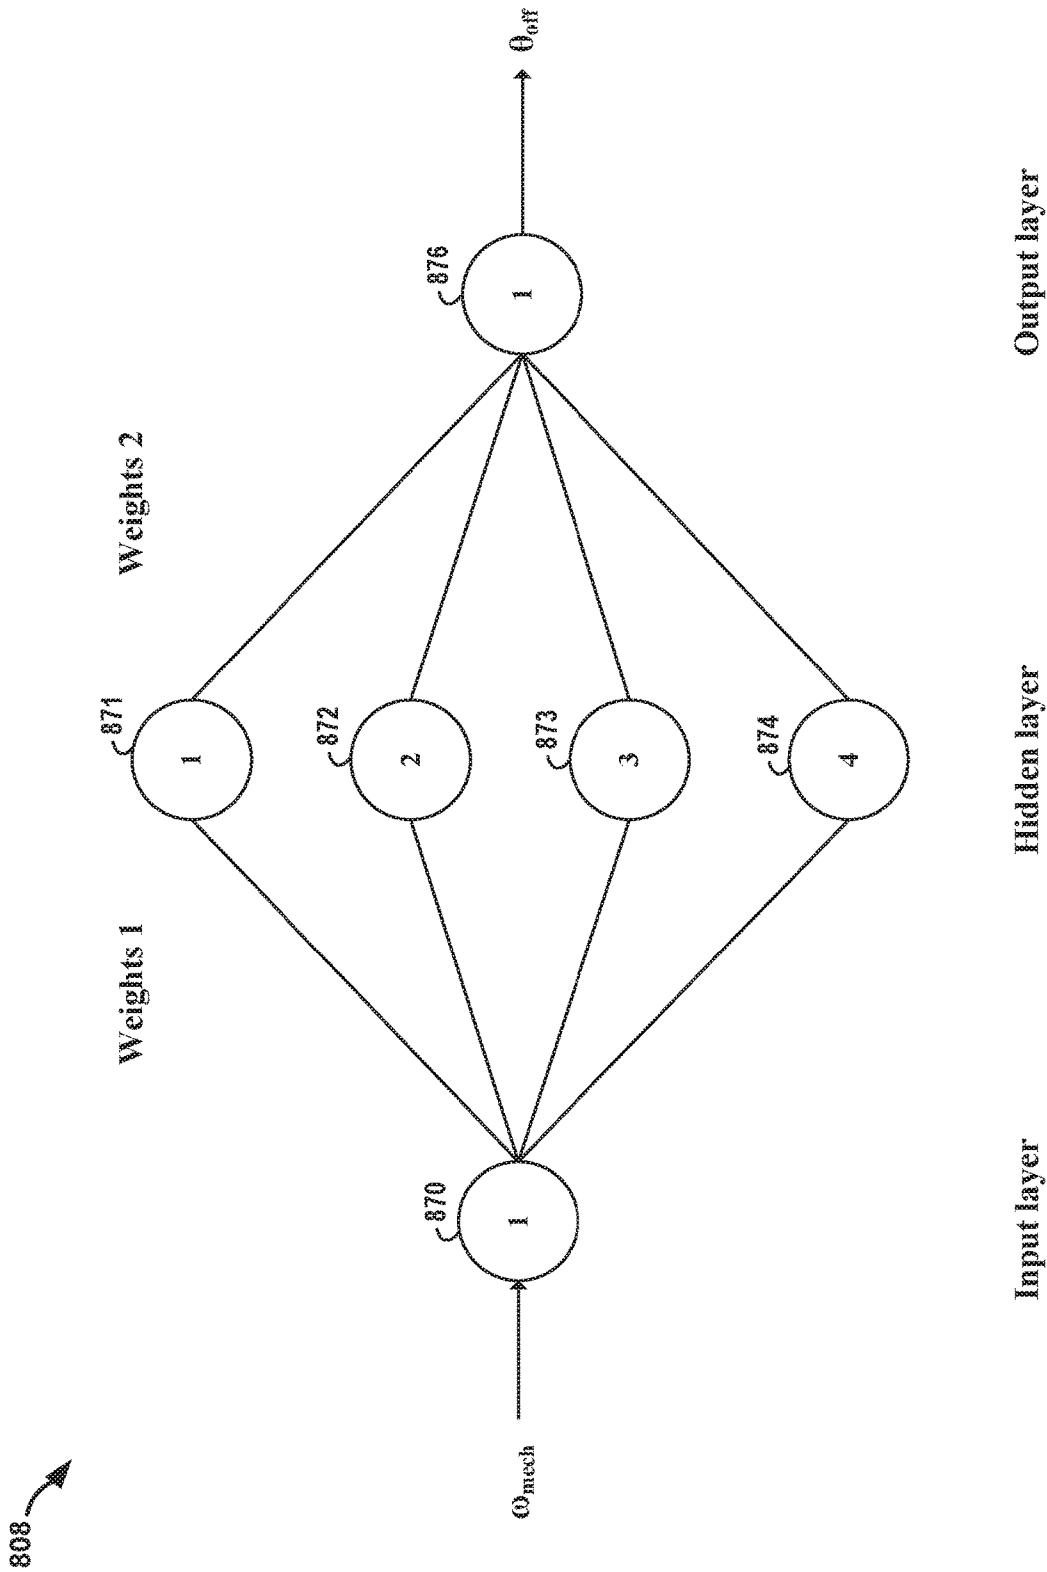 808
Weights 1
Weights 2
871
1
872
2
873
3
874
4
870
1
876
1
ω_mech
θ_off
Input layer
Hidden layer
Output layer